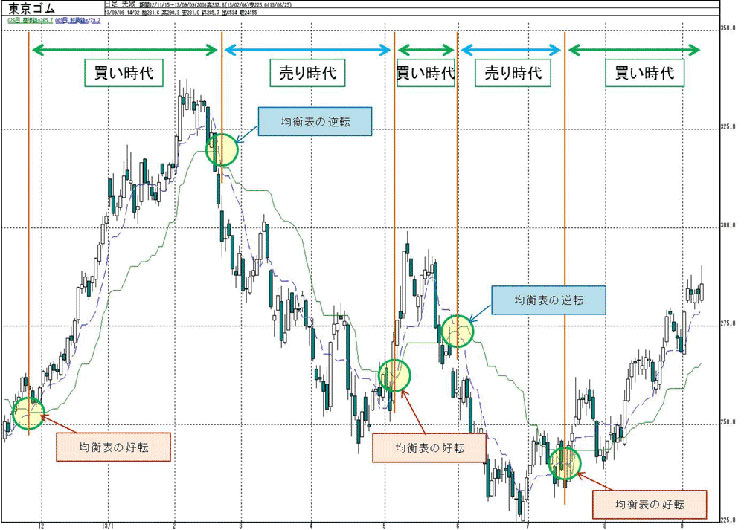 東京ゴム
買い時代
売り時代
買い時代
売り時代
買い時代
350.0
325.0
均衡表の逆転
300.0
均衡表の逆転
275.0
均衡表の好転
均衡表の好転
250.0
均衡表の好転
225.0
12
2
3
4
5
6
7
8
9